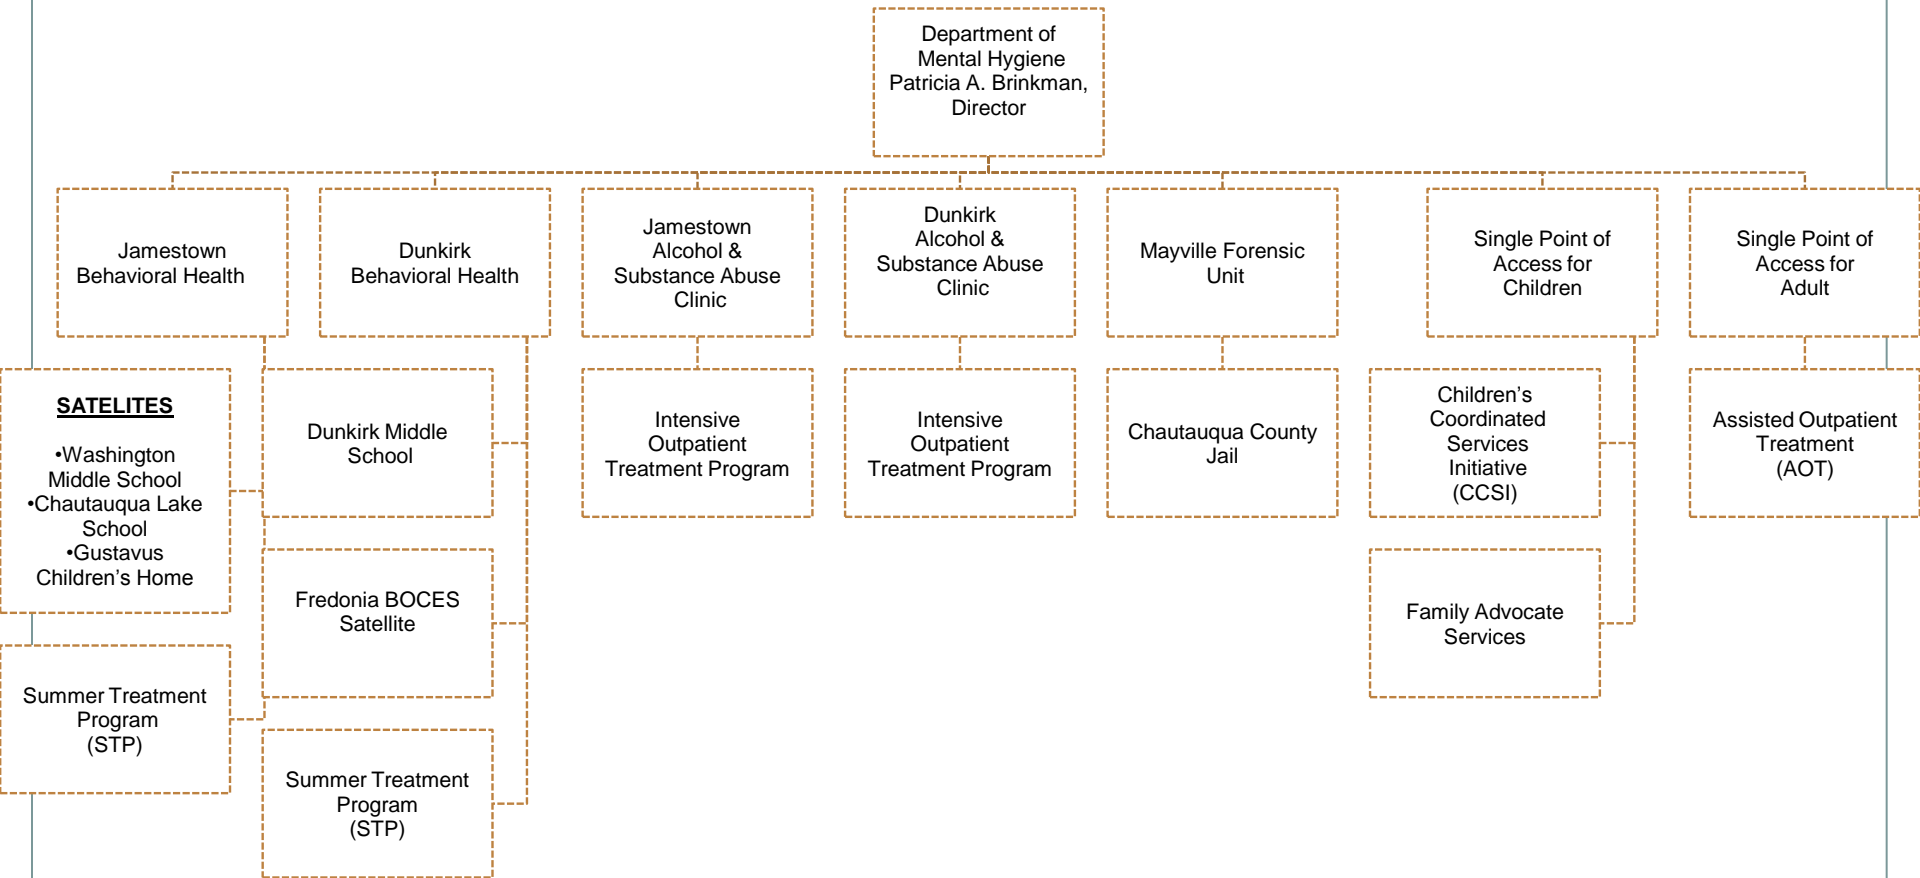 Department of
Mental Hygiene
Patricia A. Brinkman,
Director
Jamestown
Behavioral Health
Dunkirk
Behavioral Health
Jamestown
Alcohol &
Substance Abuse
Clinic
Dunkirk
Alcohol &
Substance Abuse
Clinic
Mayville Forensic
Unit
Single Point of
Access for
Children
Single Point of
Access for
Adult
SATELITES
•Washington
Middle School
•Chautauqua Lake
School
•Gustavus
Children’s Home
Dunkirk Middle
School
Intensive
Outpatient
Treatment Program
Intensive
Outpatient
Treatment Program
Chautauqua County
Jail
Children’s
Coordinated
Services
Initiative
(CCSI)
Assisted Outpatient
Treatment
(AOT)
Fredonia BOCES
Satellite
Family Advocate
Services
Summer Treatment
Program
(STP)
Summer Treatment
Program
(STP)